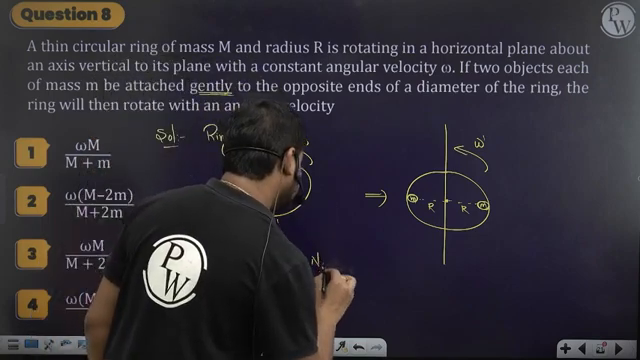 Question 8
A thin circular ring of mass M and radius R is rotating in a horizontal plane about
an axis vertical to its plane with a constant angular velocity ω. If two objects each
of mass m be attached gently to the opposite ends of a diameter of the ring, the
ring will then rotate with an velocity
Sol:-
1 ωM / M + m
2 ω(M−2m) / M+2m
3 ωM / M + 2
4 ω(M
⇒
ω'
m R R m
N
P W
P W